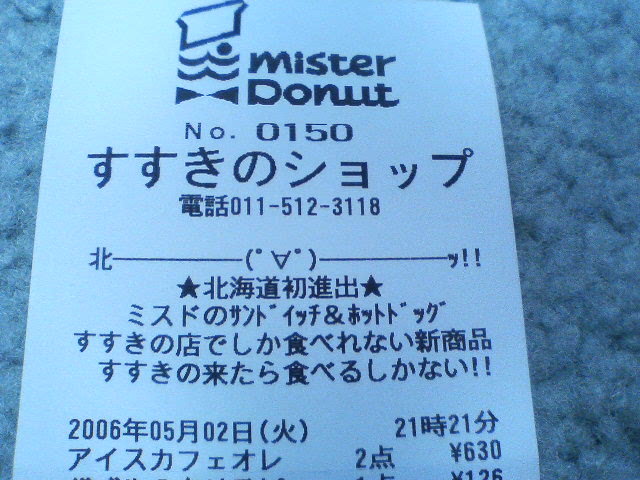 mister
Donut
No. 0150
すすきのショップ
電話011-512-3118
北―――――(ﾟ∀ﾟ)―――――ｯ!!
★北海道初進出★
ミスドのｻﾝﾄﾞｲｯﾁ&ﾎｯﾄﾄﾞｯｸﾞ
すすきの店でしか食べれない新商品
すすきの来たら食べるしかない!!
2006年05月02日(火) 21時21分
アイスカフェオレ 2点 ¥630
1点 ¥126